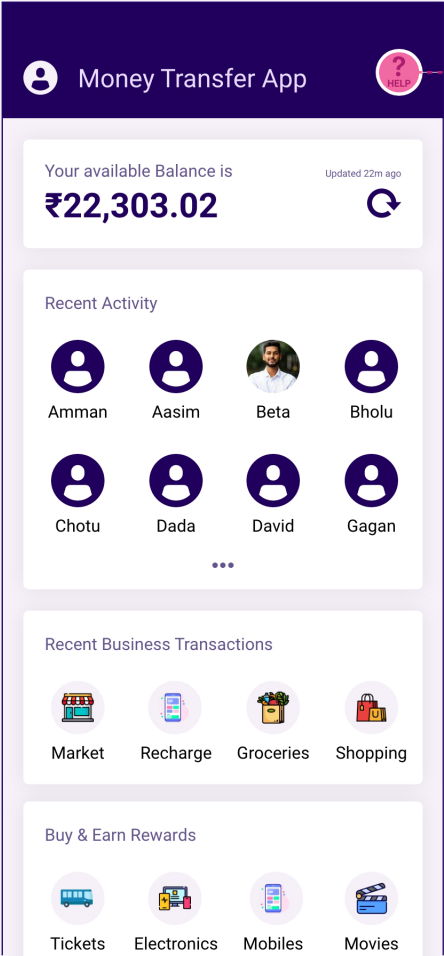 Money Transfer App
?
HELP
Your available Balance is
Updated 22m ago
₹22,303.02
Recent Activity
Amman Aasim Beta Bholu
Chotu Dada David Gagan
Recent Business Transactions
Market Recharge Groceries Shopping
Buy & Earn Rewards
Tickets Electronics Mobiles Movies